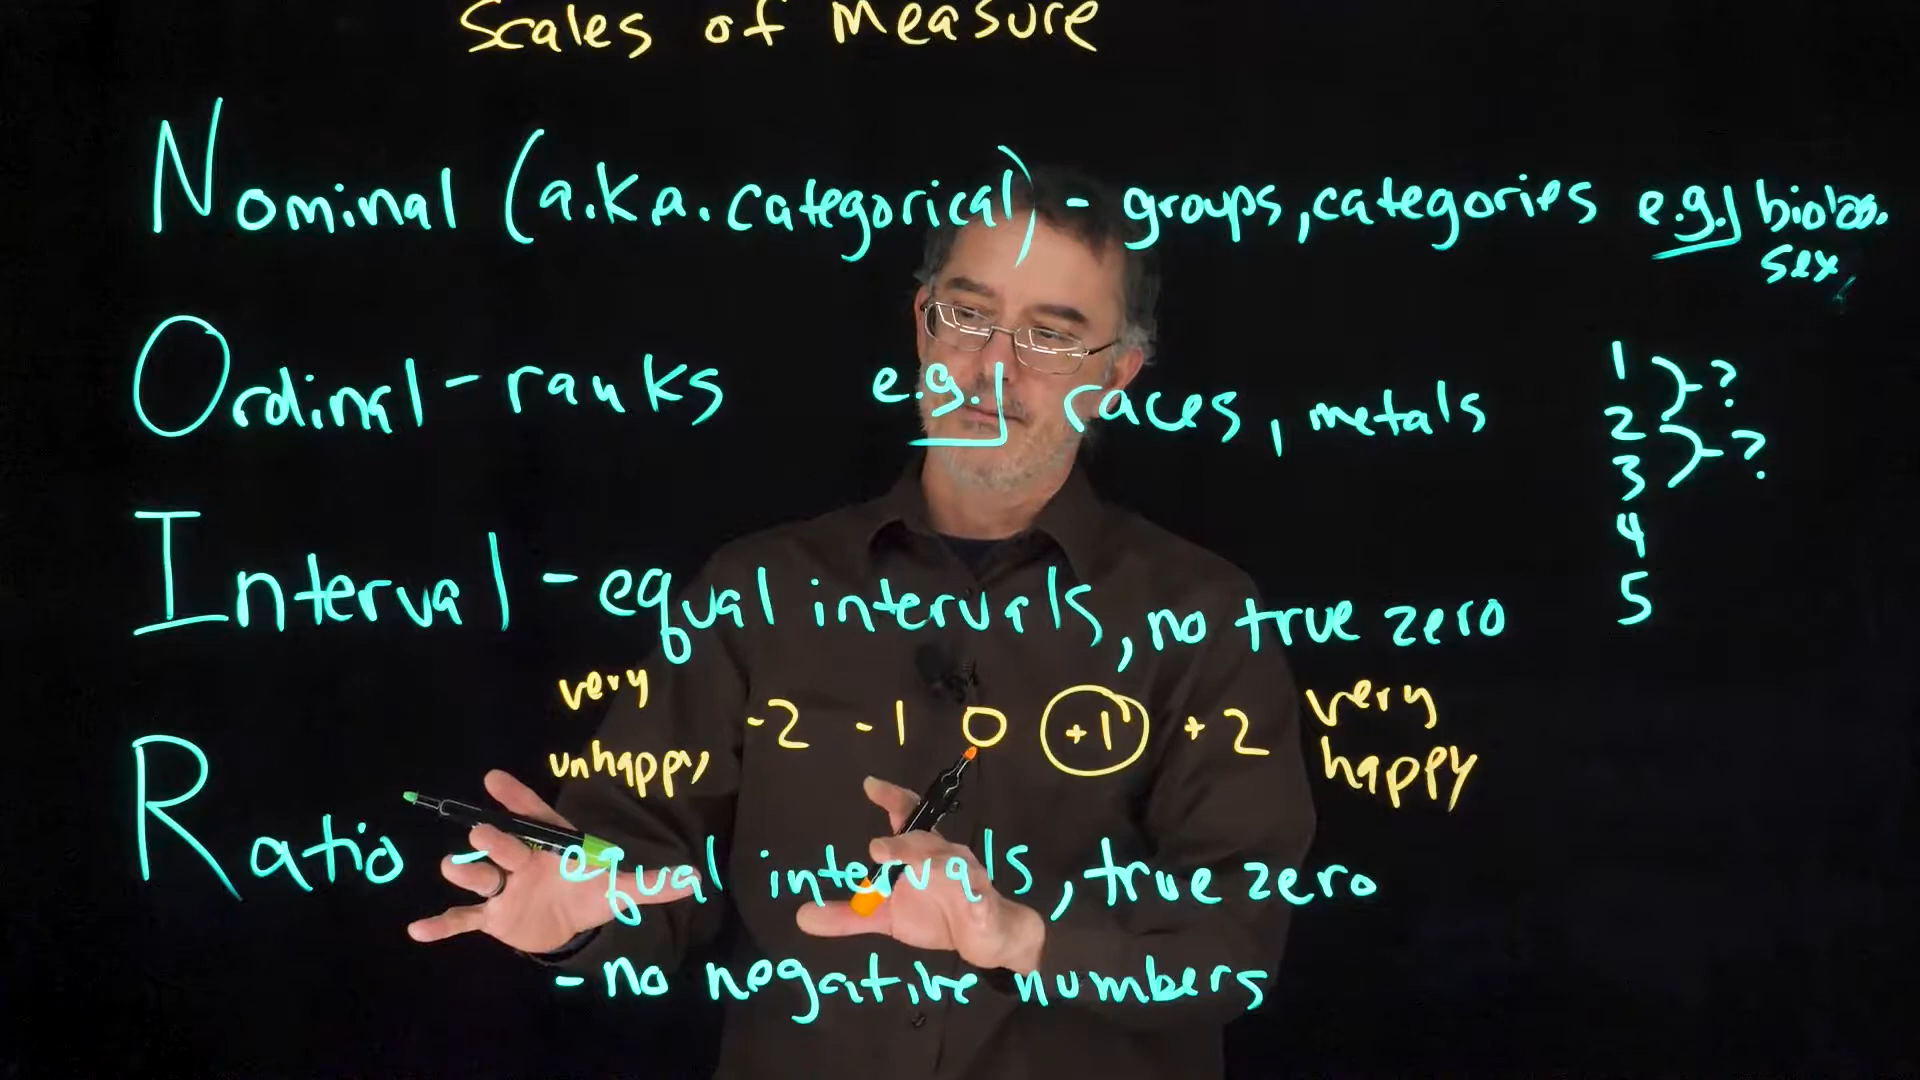 Scales of Measure
Nominal (a.k.a. categorical) - groups, categories e.g.,
sex,
Ordinal - ranks e.g., races, metals
1 } - ?
2
3 } - ?
4
5
Interval - equal intervals, no true zero
very unhappy -2 -1 0 +1 +2 very happy
Ratio - equal intervals, true zero
- no negative numbers